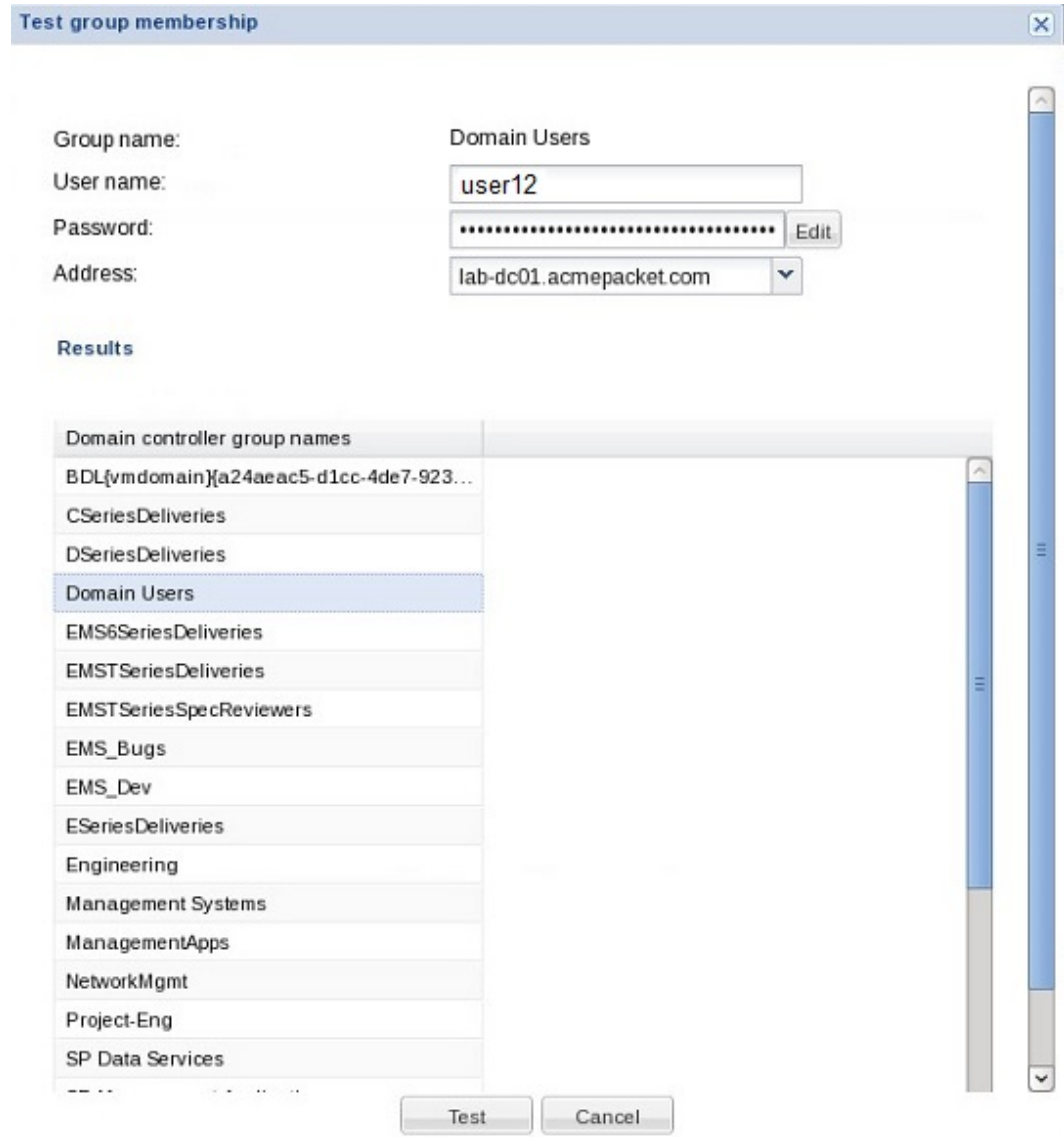 Test group membership
Group name: Domain Users
User name: user12
Password: •••••••••••••••••••••••••••••••••••• Edit
Address: lab-dc01.acmepacket.com
Results
Domain controller group names
BDL{vmdomain}{a24aeac5-d1cc-4de7-923...
CSeriesDeliveries
DSeriesDeliveries
Domain Users
EMS6SeriesDeliveries
EMSTSeriesDeliveries
EMSTSeriesSpecReviewers
EMS_Bugs
EMS_Dev
ESeriesDeliveries
Engineering
Management Systems
ManagementApps
NetworkMgmt
Project-Eng
SP Data Services
Test Cancel